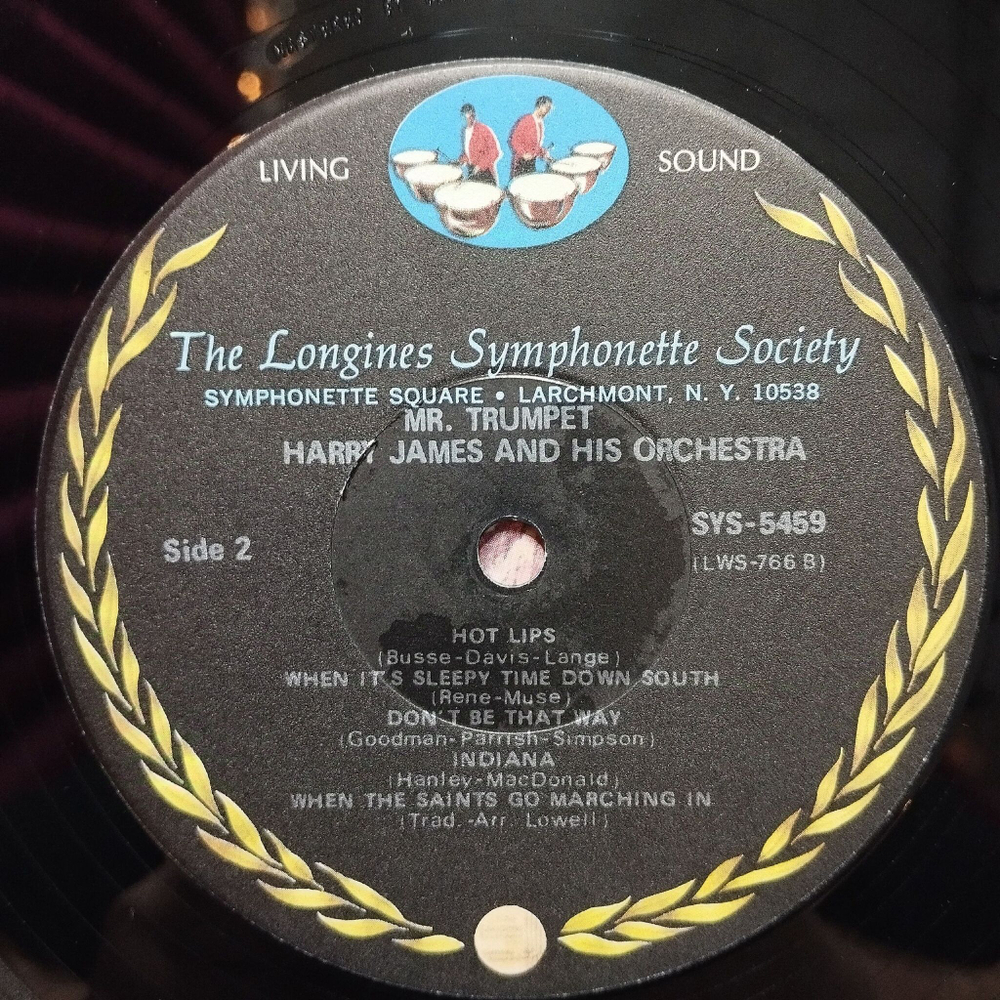 LIVING SOUND
The Longines Symphonette Society
SYMPHONETTE SQUARE • LARCHMONT, N. Y. 10538
MR. TRUMPET
HARRY JAMES AND HIS ORCHESTRA
SYS-5459
Side 2
(LWS-766 B)
HOT LIPS
(Busse-Davis-Lange)
WHEN IT'S SLEEPY TIME DOWN SOUTH
(Rene-Muse)
DON'T BE THAT WAY
(Goodman-Parrish-Simpson)
INDIANA
(Hanley-MacDonald)
WHEN THE SAINTS GO MARCHING IN
(Trad.-Arr. Lowell)